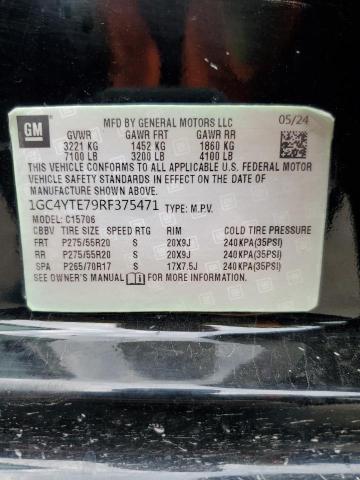 GM
MFD BY GENERAL MOTORS LLC 05/24
GVWR GAWR FRT GAWR RR
3221 KG 1452 KG 1860 KG
7100 LB 3200 LB 4100 LB
THIS VEHICLE CONFORMS TO ALL APPLICABLE U.S. FEDERAL MOTOR
VEHICLE SAFETY STANDARDS IN EFFECT ON THE DATE OF
MANUFACTURE SHOWN ABOVE.
1GC4YTE79RF375471 TYPE: M.P.V.
MODEL: C15706
CBBV TIRE SIZE SPEED RTG RIM COLD TIRE PRESSURE
FRT P275/55R20 S 20X9J 240KPA(35PSI)
RR P275/55R20 S 20X9J 240KPA(35PSI)
SPA P265/70R17 S 17X7.5J 240KPA(35PSI)
SEE OWNER'S MANUAL FOR MORE INFORMATION